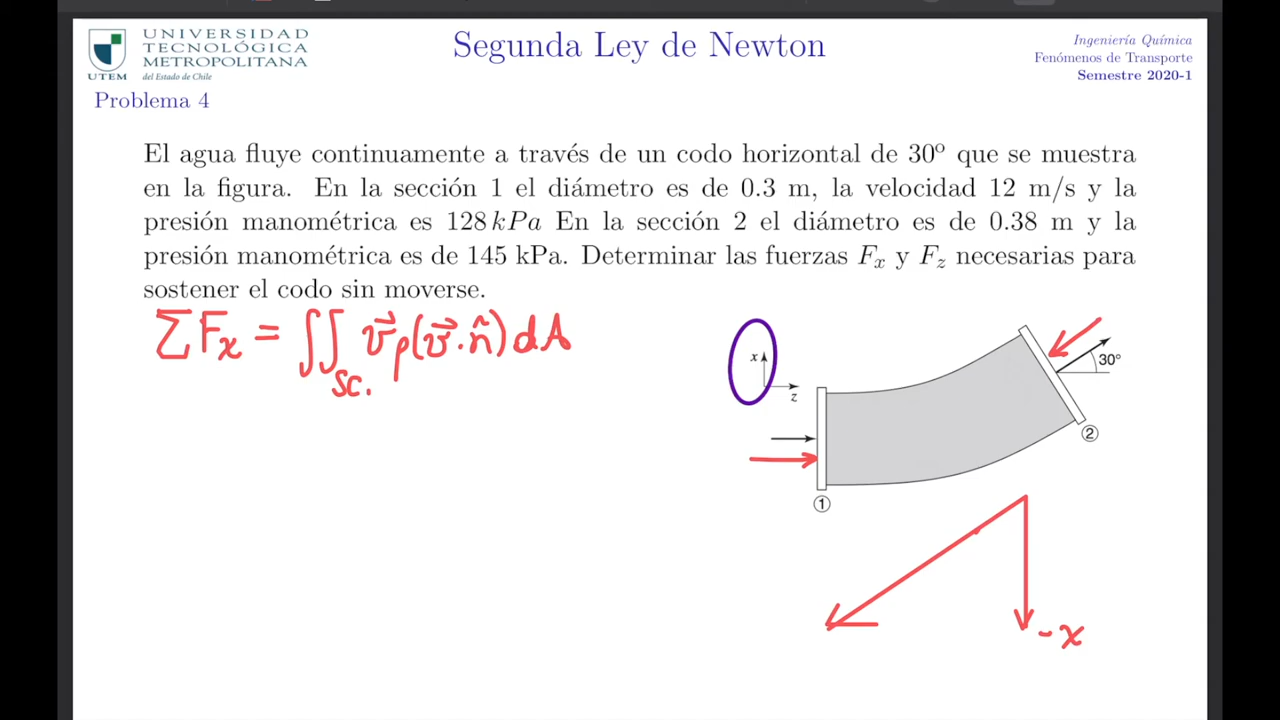 UNIVERSIDAD
TECNOLÓGICA
METROPOLITANA
UTEM del Estado de Chile
Segunda Ley de Newton
Ingeniería Química
Fenómenos de Transporte
Semestre 2020-1
Problema 4
El agua fluye continuamente a través de un codo horizontal de 30º que se muestra
en la figura. En la sección 1 el diámetro es de 0.3 m, la velocidad 12 m/s y la
presión manométrica es 128 kPa En la sección 2 el diámetro es de 0.38 m y la
presión manométrica es de 145 kPa. Determinar las fuerzas Fx y Fz necesarias para
sostener el codo sin moverse.
∑ Fx = ∬ v⃗ ρ(v⃗ · n̂) dA
sc.
x
z
30°
②
①
-x